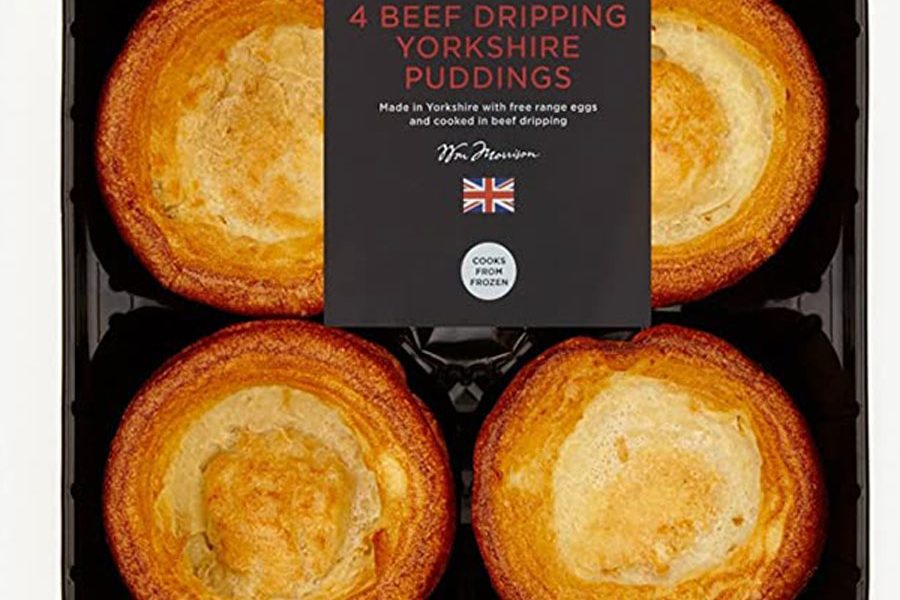 4 BEEF DRIPPING
YORKSHIRE
PUDDINGS
Made in Yorkshire with free range eggs
and cooked in beef dripping
Wm Morrison
COOKS
FROM
FROZEN